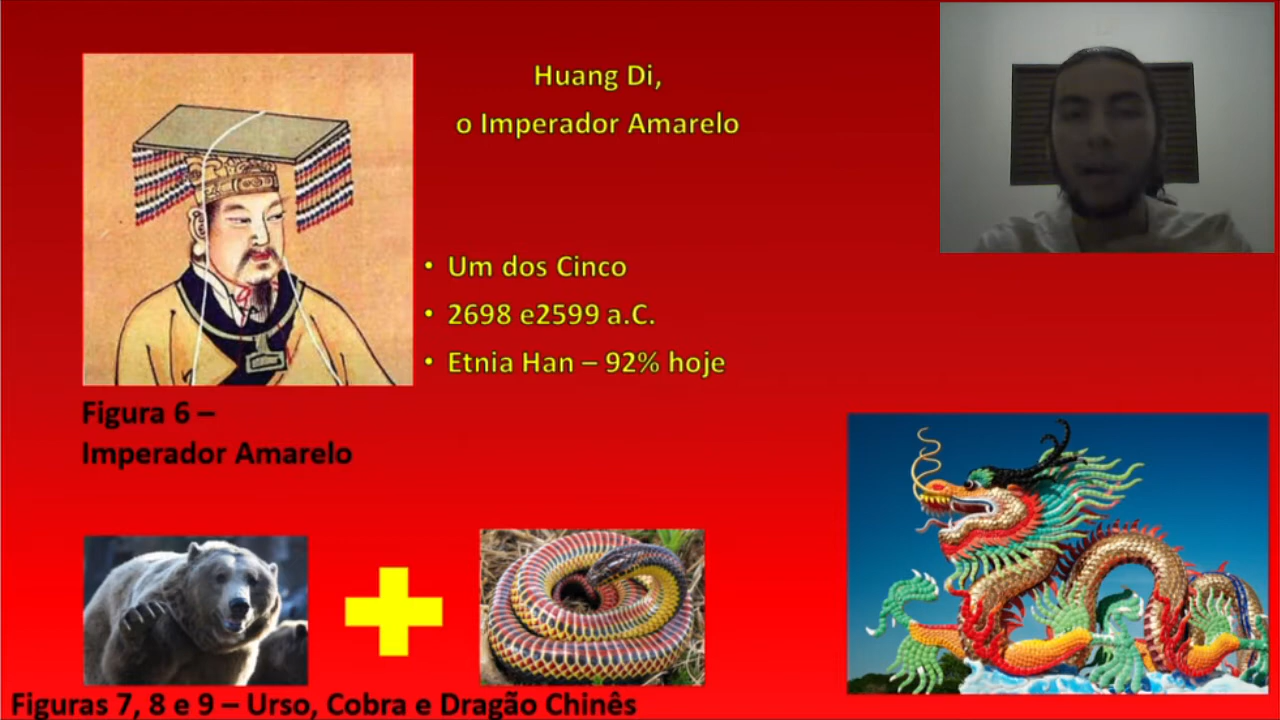 Huang Di,
o Imperador Amarelo
• Um dos Cinco
• 2698 e2599 a.C.
• Etnia Han – 92% hoje
Figura 6 –
Imperador Amarelo
Figuras 7, 8 e 9 – Urso, Cobra e Dragão Chinês